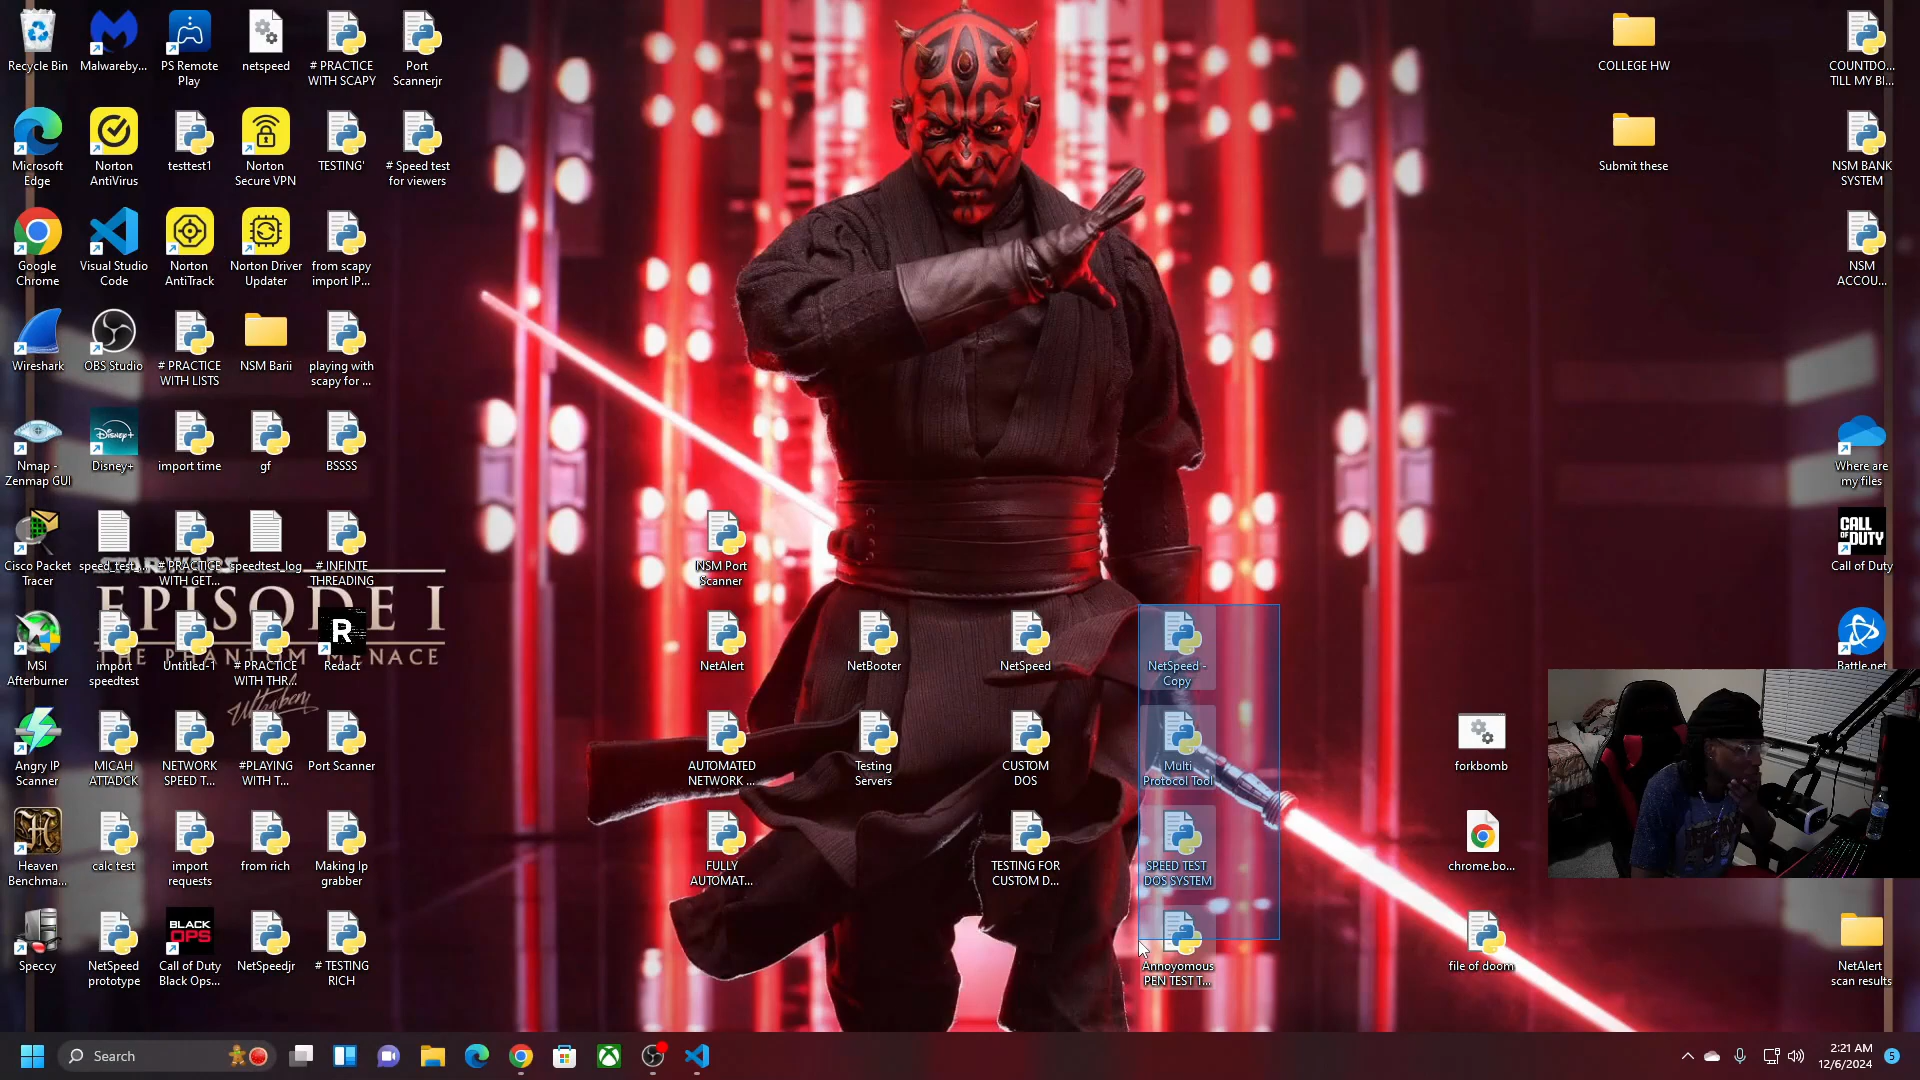 Recycle Bin
Malwareby...
PS Remote
Play
netspeed
# PRACTICE
WITH SCAPY
Port
Scannerjr
COLLEGE HW
COUNTDO...
TILL MY BI...
Microsoft
Edge
Norton
AntiVirus
testtest1
Norton
Secure VPN
TESTING'
# Speed test
for viewers
Submit these
NSM BANK
SYSTEM
Google
Chrome
Visual Studio
Code
Norton
AntiTrack
Norton Driver
Updater
from scapy
import IP...
NSM
ACCOU...
Wireshark
OBS Studio
# PRACTICE
WITH LISTS
NSM Barii
playing with
scapy for ...
Nmap -
Zenmap GUI
Disney+
Disney+
import time
gf
BSSSS
Where are
my files
Cisco Packet
Tracer
speed_test...
# PRACTICE
WITH GET...
speedtest_log
# INFINTE
THREADING
NSM Port
Scanner
CALL
OF DUTY
Call of Duty
STAR WARS
EPISODE I
THE PHANTOM MENACE
MSI
Afterburner
import
speedtest
Untitled-1
# PRACTICE
WITH THR...
R
Redact
NetAlert
NetBooter
NetSpeed
NetSpeed -
Copy
Battle.net
Angry IP
Scanner
MICAH
ATTADCK
NETWORK
SPEED T...
#PLAYING
WITH T...
Port Scanner
AUTOMATED
NETWORK ...
Testing
Servers
CUSTOM
DOS
Multi
Protocol Tool
forkbomb
Heaven
Benchma...
calc test
import
requests
from rich
Making Ip
grabber
FULLY
AUTOMAT...
TESTING FOR
CUSTOM D...
SPEED TEST
DOS SYSTEM
chrome.bo...
Speccy
NetSpeed
prototype
BLACK
OPS
Call of Duty
Black Ops...
NetSpeedjr
# TESTING
RICH
Annoyomous
PEN TEST T...
file of doom
NetAlert
scan results
Search
2:21 AM
12/6/2024
5